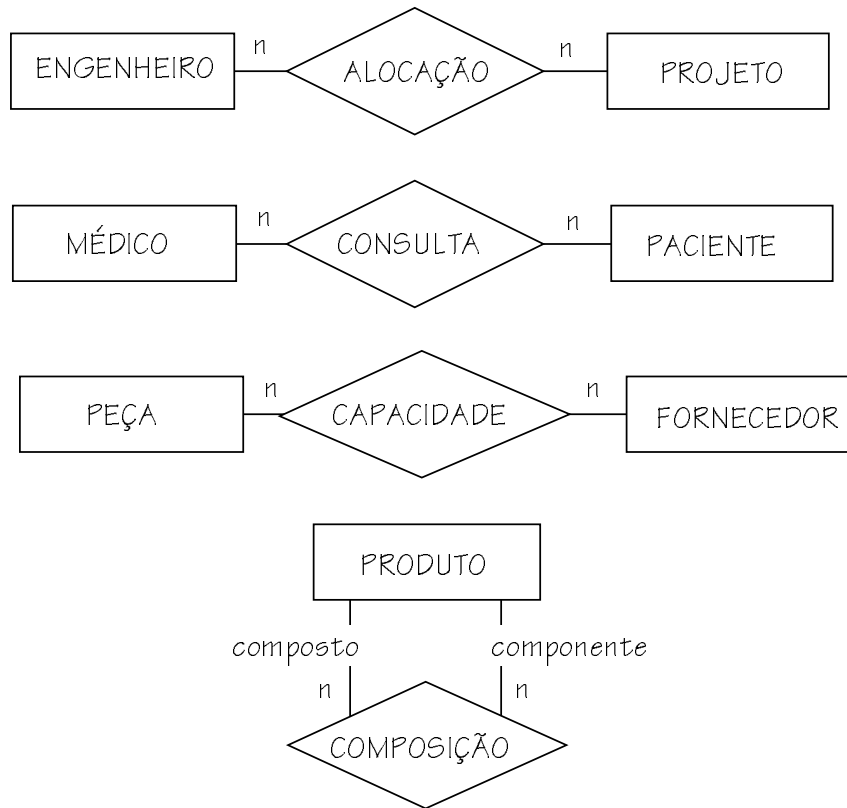 n n
ENGENHEIRO ALOCAÇÃO PROJETO
n n
MÉDICO CONSULTA PACIENTE
n n
PEÇA CAPACIDADE FORNECEDOR
PRODUTO
composto componente
n n
COMPOSIÇÃO